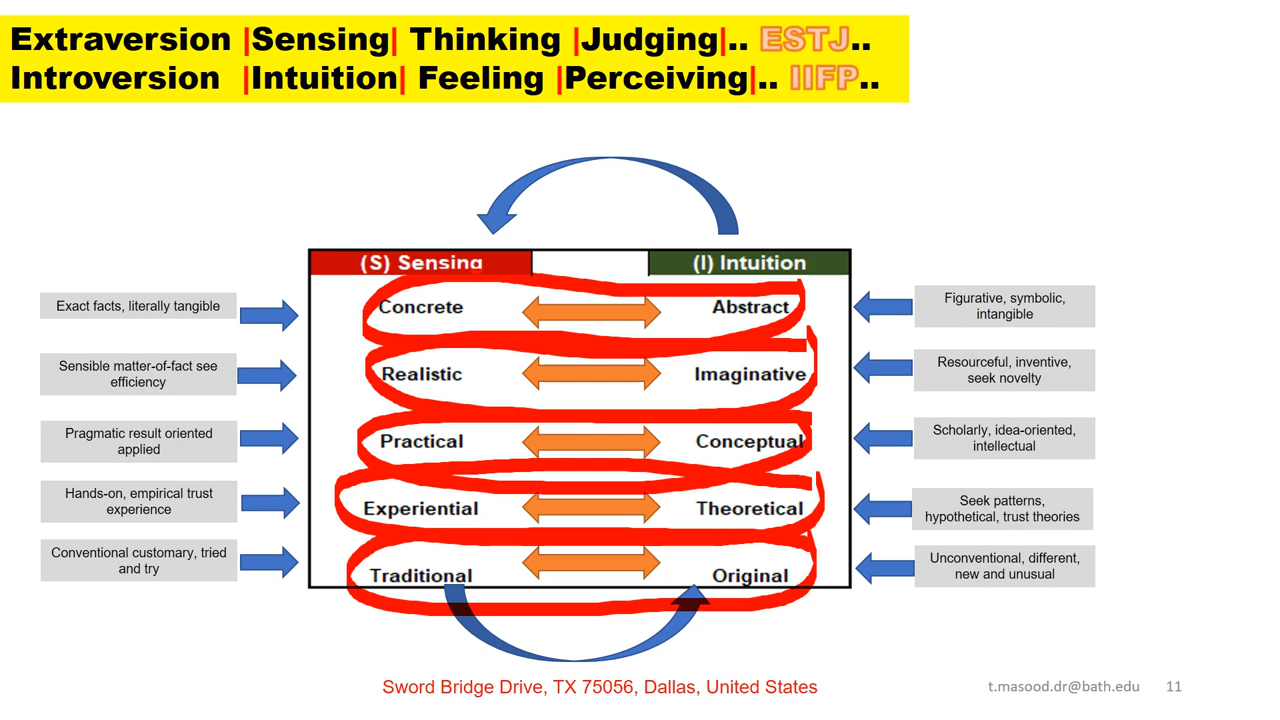 Extraversion |Sensing| Thinking |Judging|.. ESTJ..
Introversion |Intuition| Feeling |Perceiving|.. IIFP..
(S) Sensing
(I) Intuition
Exact facts, literally tangible
Concrete
Abstract
Figurative, symbolic,
intangible
Sensible matter-of-fact see
efficiency
Realistic
Imaginative
Resourceful, inventive,
seek novelty
Pragmatic result oriented
applied
Practical
Conceptual
Scholarly, idea-oriented,
intellectual
Hands-on, empirical trust
experience
Experiential
Theoretical
Seek patterns,
hypothetical, trust theories
Conventional customary, tried
and try
Traditional
Original
Unconventional, different,
new and unusual
Sword Bridge Drive, TX 75056, Dallas, United States
t.masood.dr@bath.edu
11